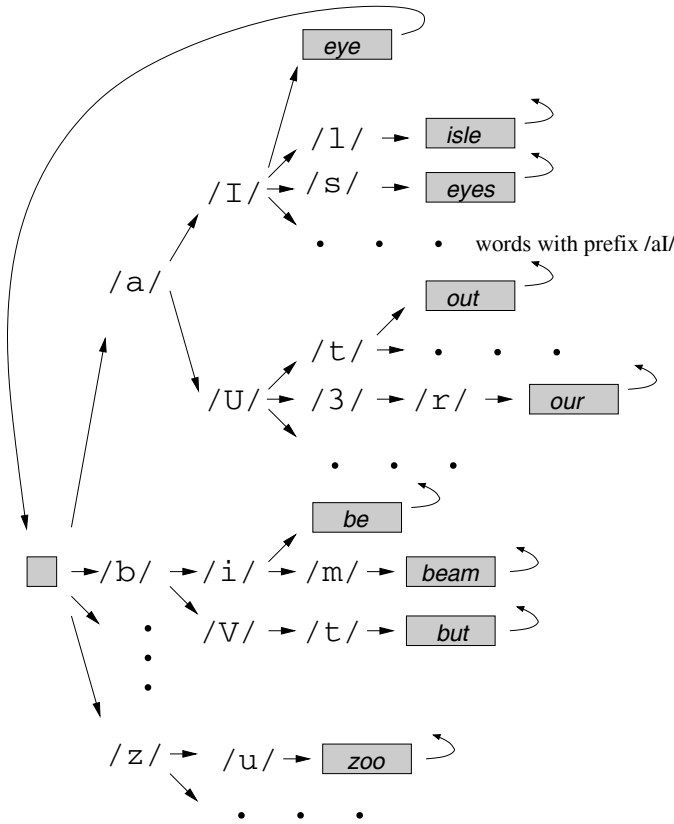 eye
/l/ isle
/I/ /s/ eyes
words with prefix /aI/
/a/
out
/t/
/U/ /3/ /r/ our
be
/b/ /i/ /m/ beam
/V/ /t/ but
/z/ /u/ zoo